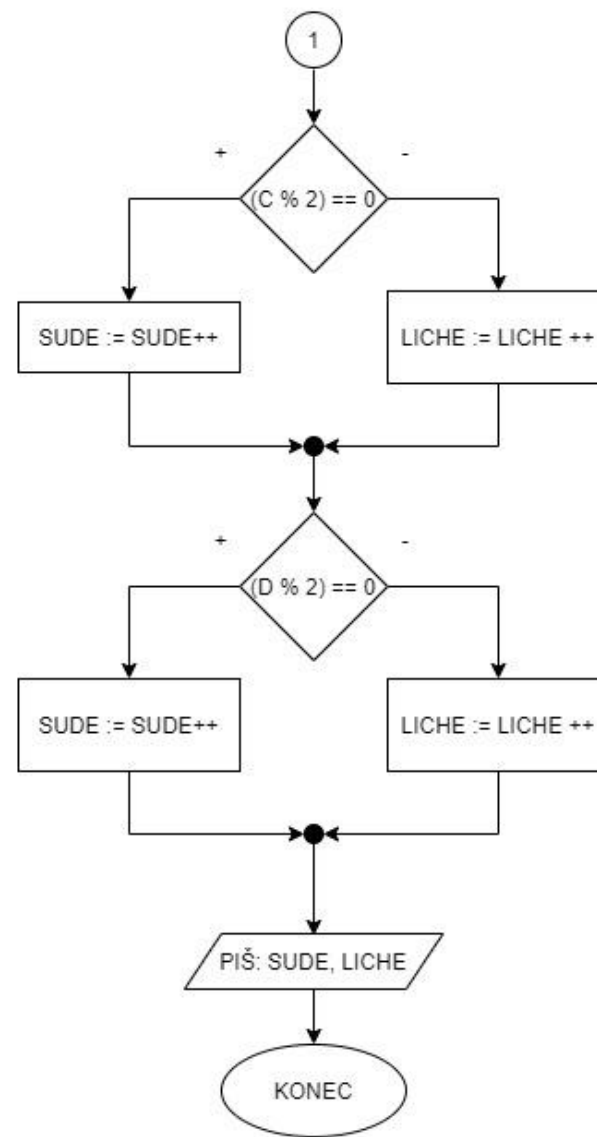 1
+
-
(C % 2) == 0
SUDE := SUDE++
LICHE := LICHE ++
+
-
(D % 2) == 0
SUDE := SUDE++
LICHE := LICHE ++
PIŠ: SUDE, LICHE
KONEC